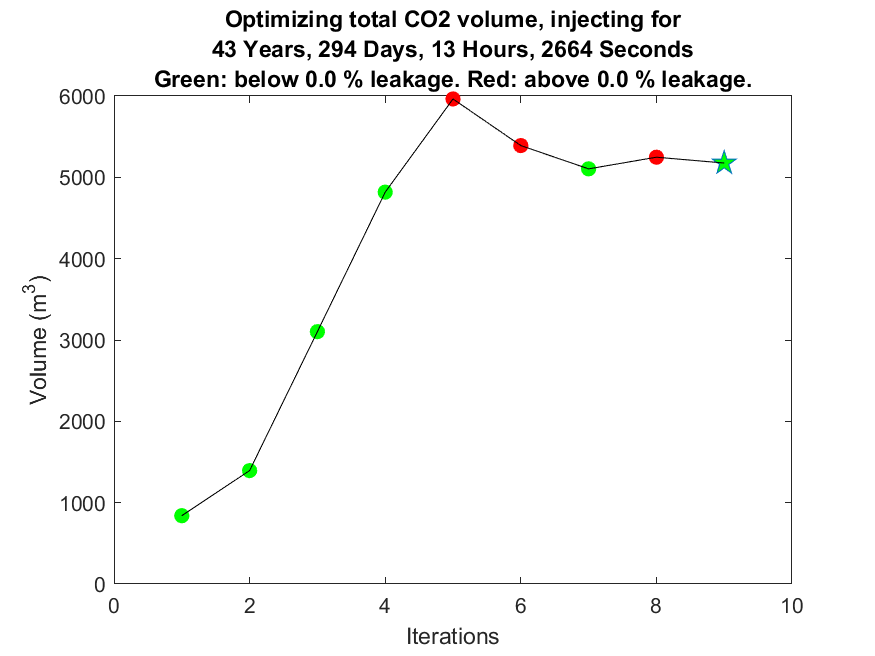 Optimizing total CO2 volume, injecting for
43 Years, 294 Days, 13 Hours, 2664 Seconds
Green: below 0.0 % leakage. Red: above 0.0 % leakage.
6000
5000
4000
3000
2000
1000
0
Volume (m³)
0 2 4 6 8 10
Iterations